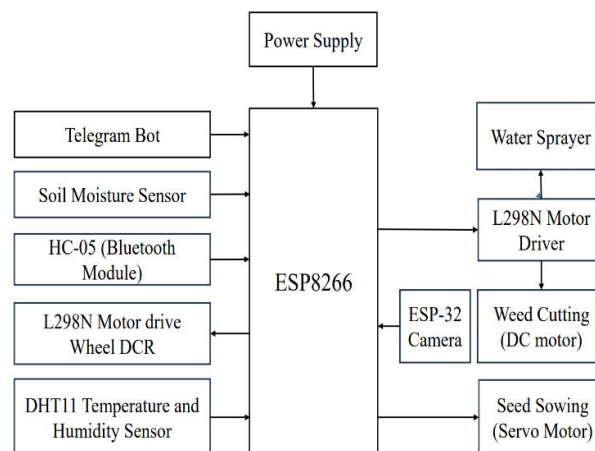 Power Supply
Telegram Bot
Soil Moisture Sensor
HC-05 (Bluetooth
Module)
L298N Motor drive
Wheel DCR
DHT11 Temperature and
Humidity Sensor
ESP8266
Water Sprayer
L298N Motor
Driver
ESP-32
Camera
Weed Cutting
(DC motor)
Seed Sowing
(Servo Motor)